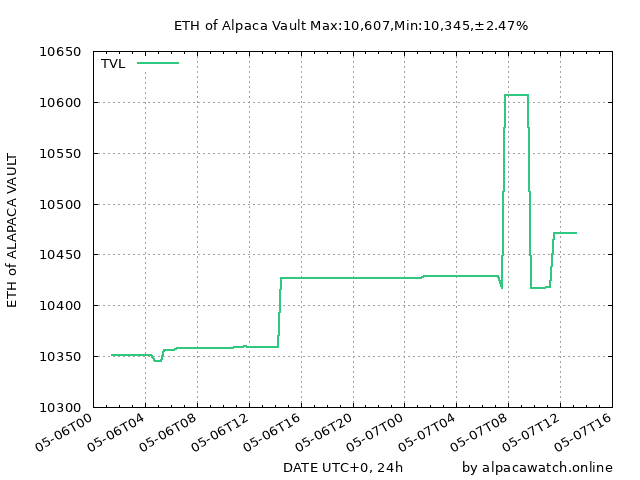 ETH of Alpaca Vault Max:10,607,Min:10,345,±2.47%
TVL
10650
10600
10550
10500
10450
10400
10350
10300
ETH of ALAPACA VAULT
05-06T00
05-06T04
05-06T08
05-06T12
05-06T16
05-06T20
05-07T00
05-07T04
05-07T08
05-07T12
05-07T16
DATE UTC+0, 24h
by alpacawatch.online